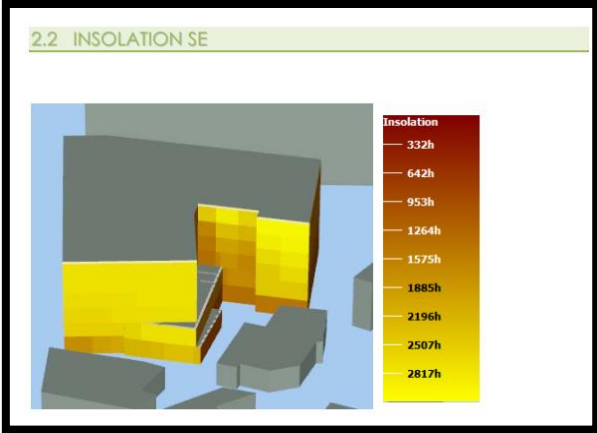 2.2 INSOLATION SE
Insolation
332h
642h
953h
1264h
1575h
1885h
2196h
2507h
2817h